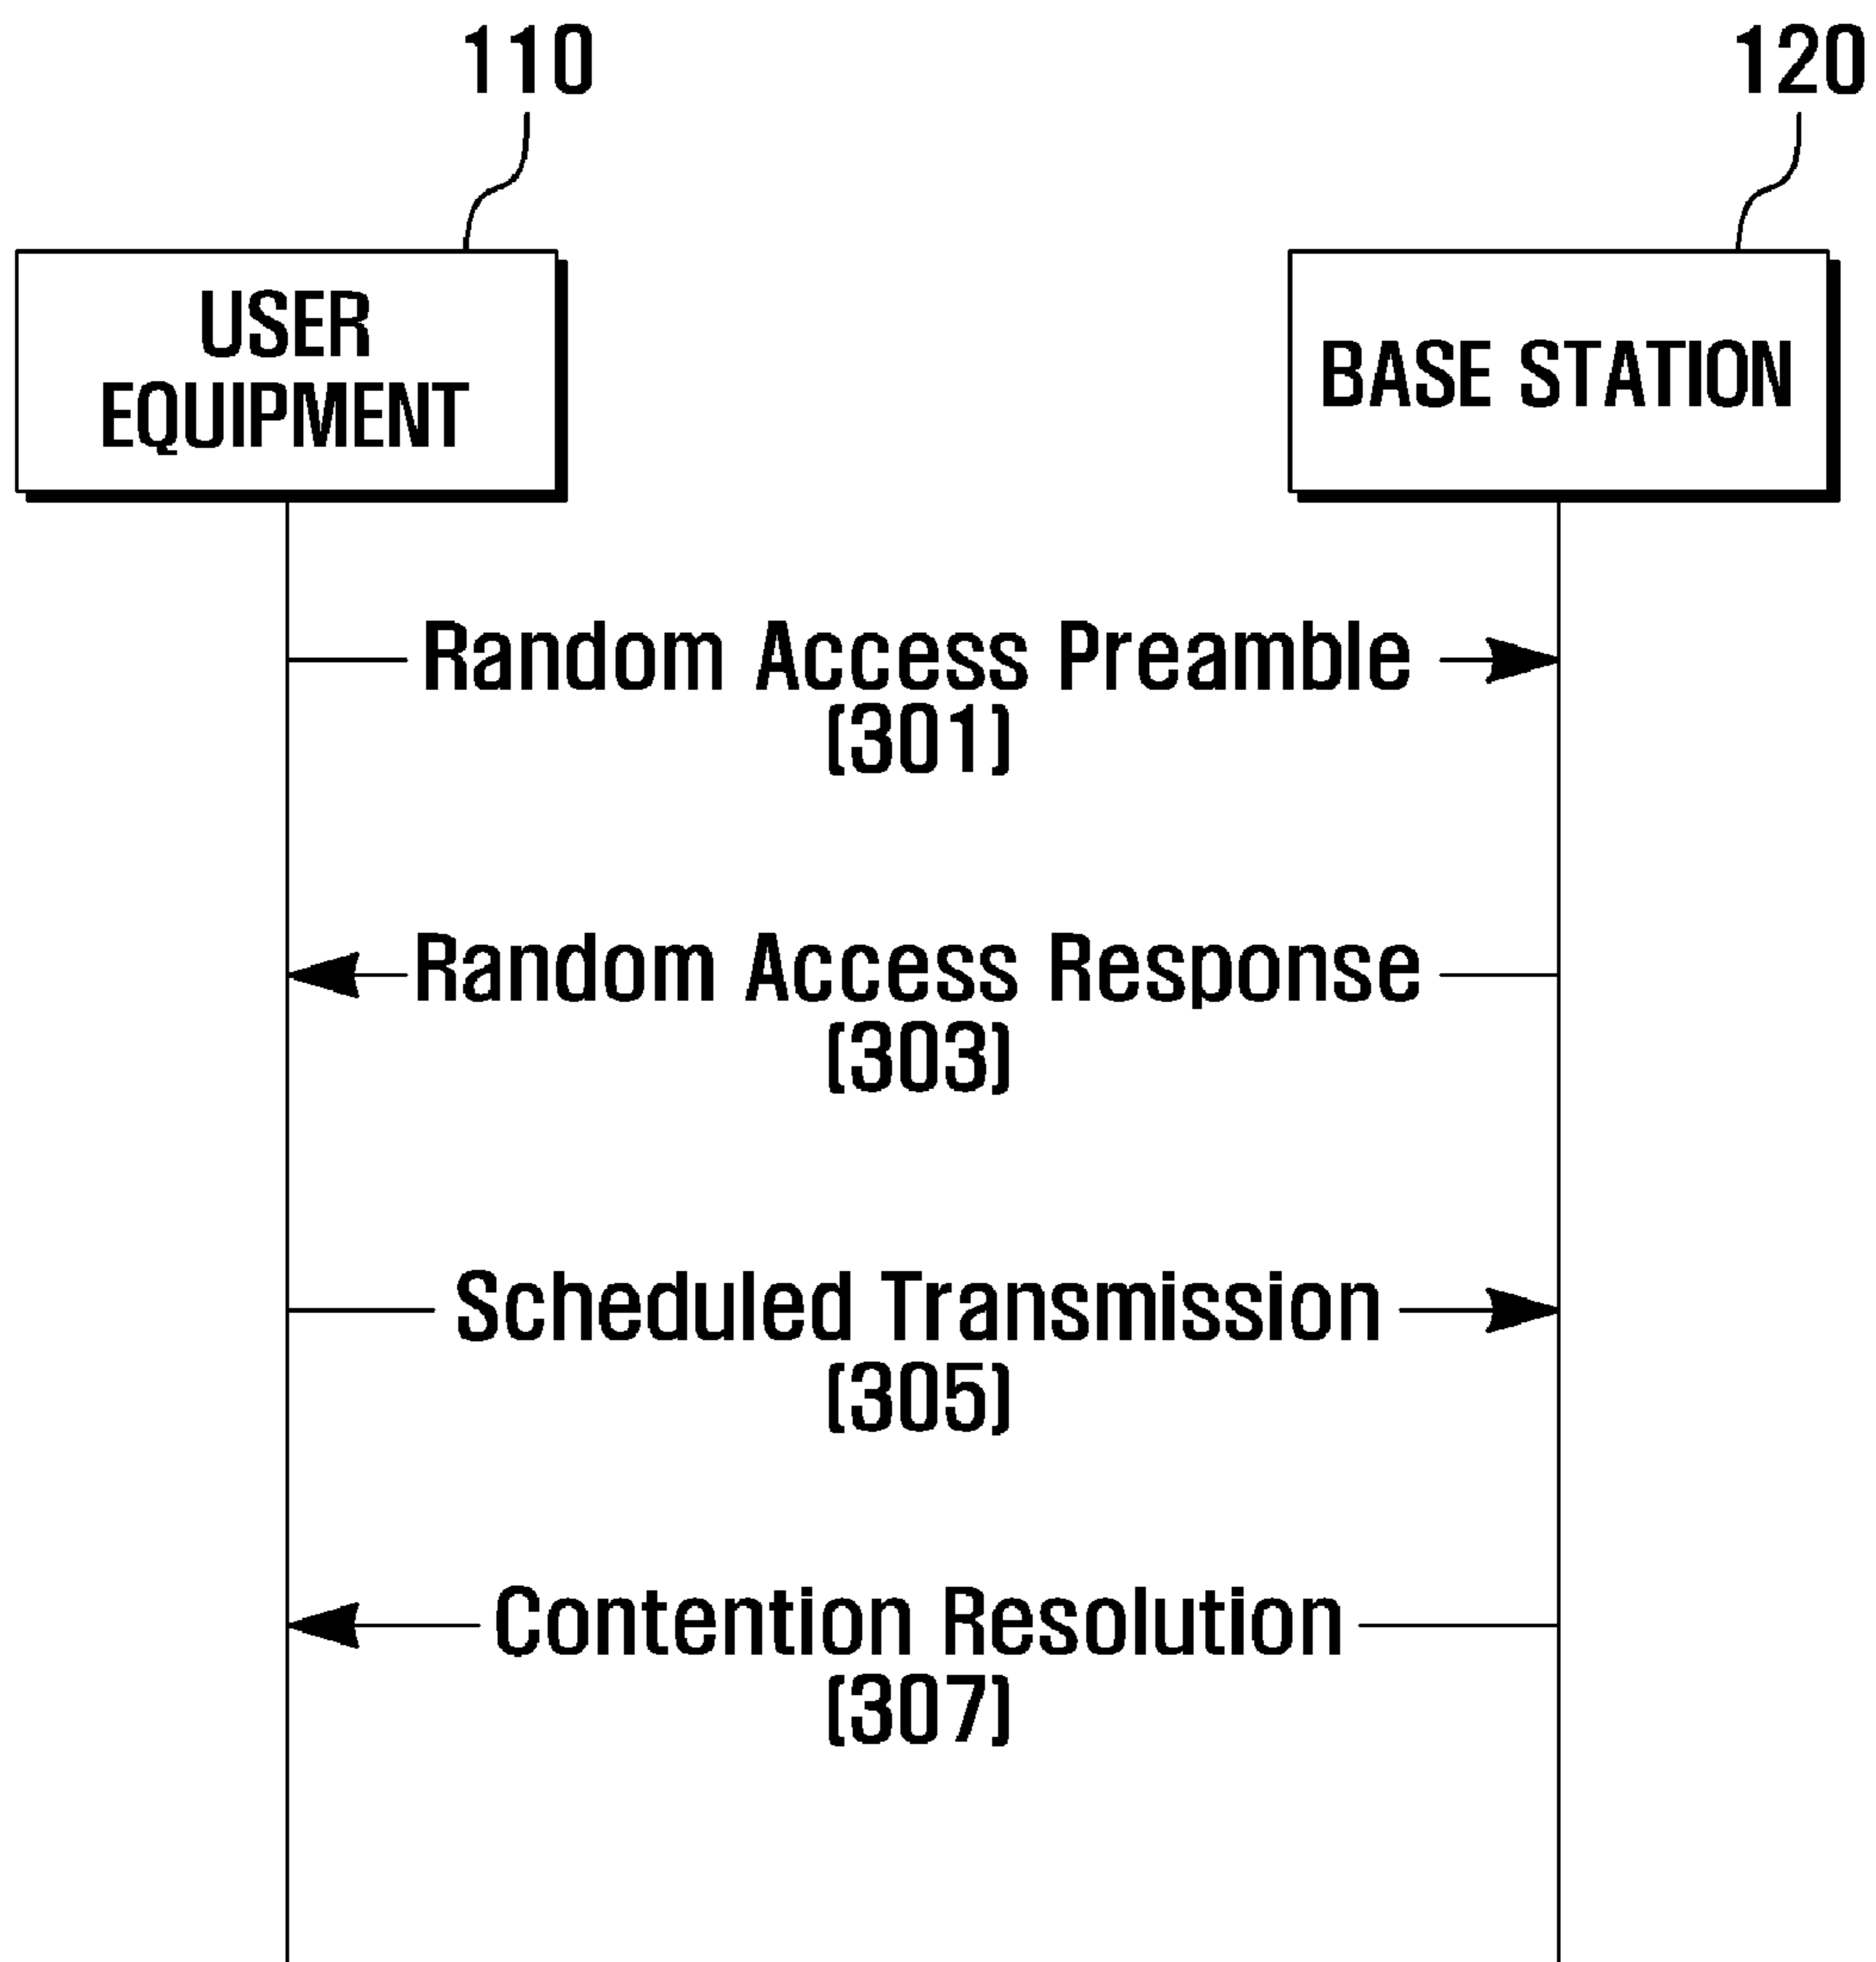 110
120
USER
EQUIPMENT
BASE STATION
Random Access Preamble
(301)
Random Access Response
(303)
Scheduled Transmission
(305)
Contention Resolution
(307)